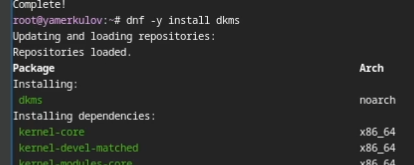 Complete!
root@yamerkulov:~# dnf -y install dkms
Updating and loading repositories:
Repositories loaded.
Package Arch
Installing:
dkms noarch
Installing dependencies:
kernel-core x86_64
kernel-devel-matched x86_64
kernel-modules-core x86_64